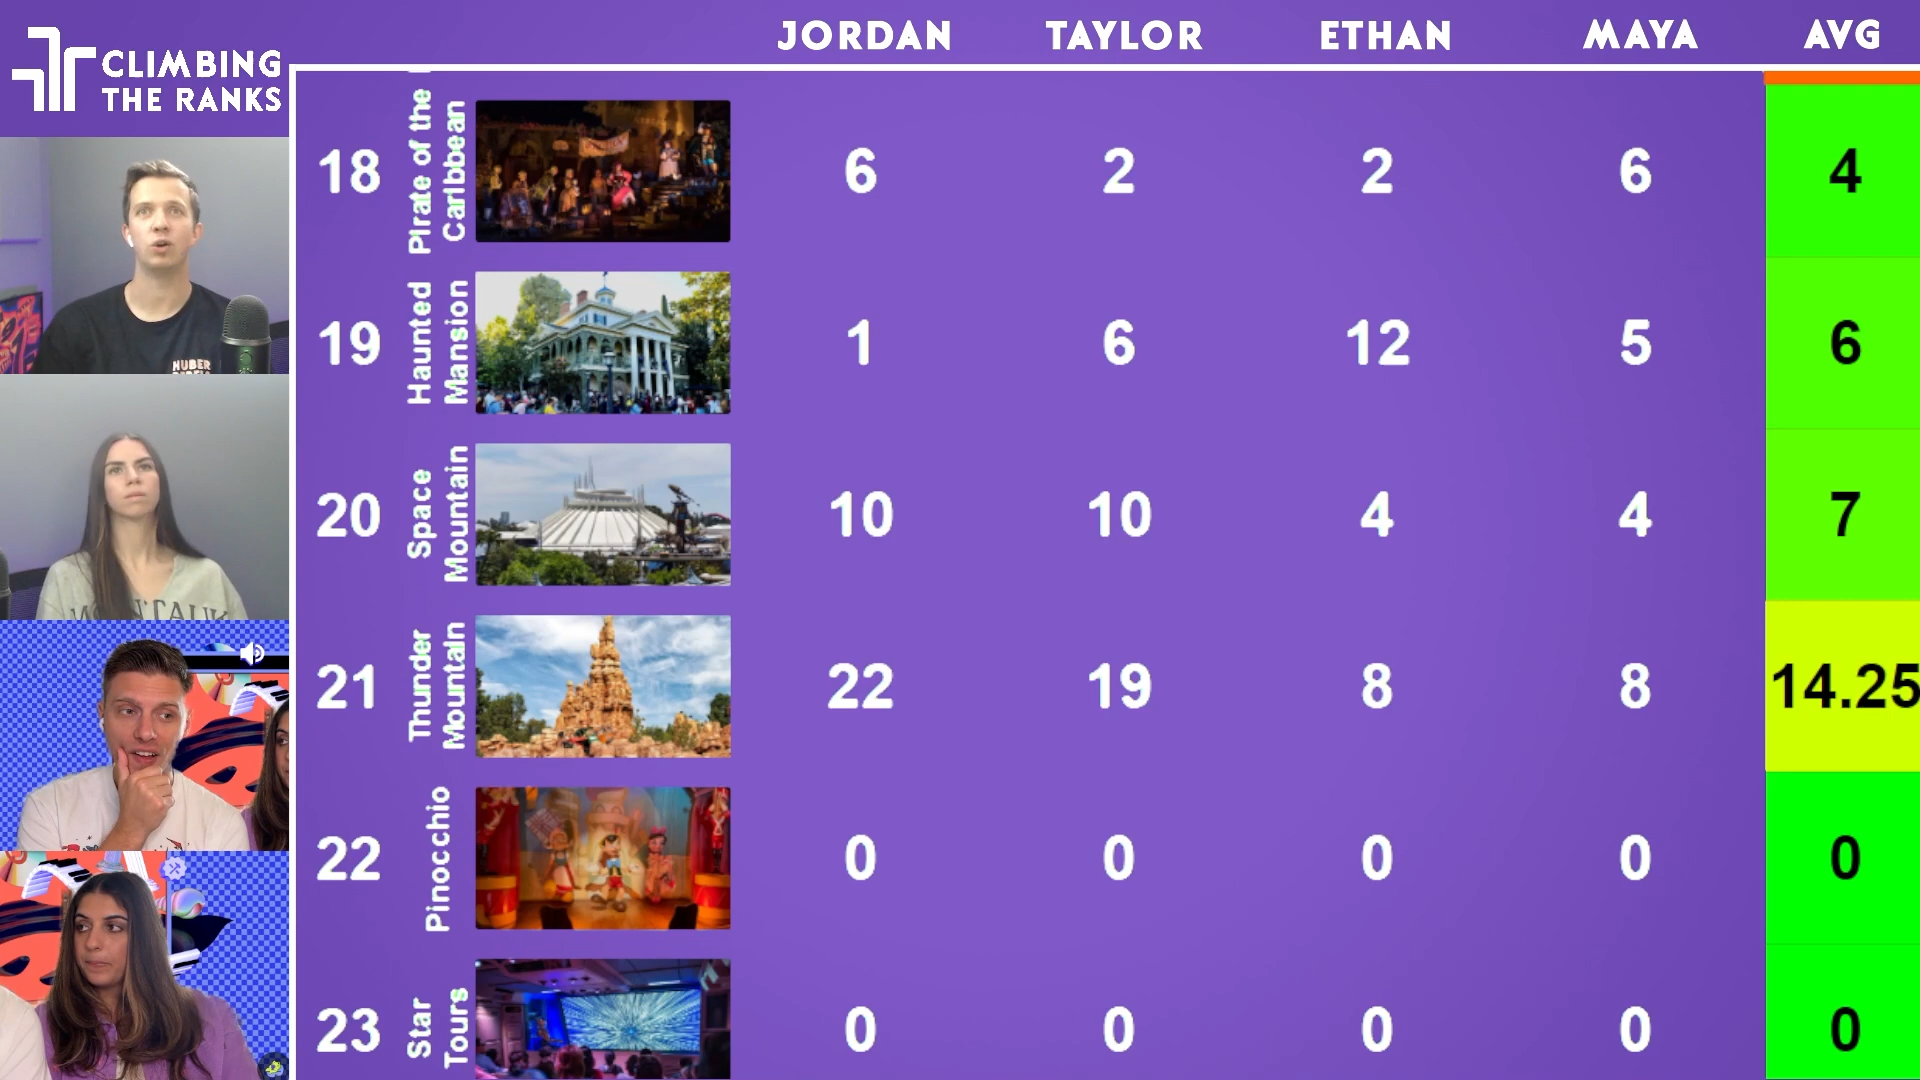 CLIMBING
THE RANKS
JORDAN TAYLOR ETHAN MAYA AVG
18 Pirate of the
Caribbean 6 2 2 6 4
19 Haunted
Mansion 1 6 12 5 6
20 Space
Mountain 10 10 4 4 7
21 Thunder
Mountain 22 19 8 8 14.25
22 Pinocchio 0 0 0 0 0
23 Star
Tours 0 0 0 0 0
HUBER
MONTAUK